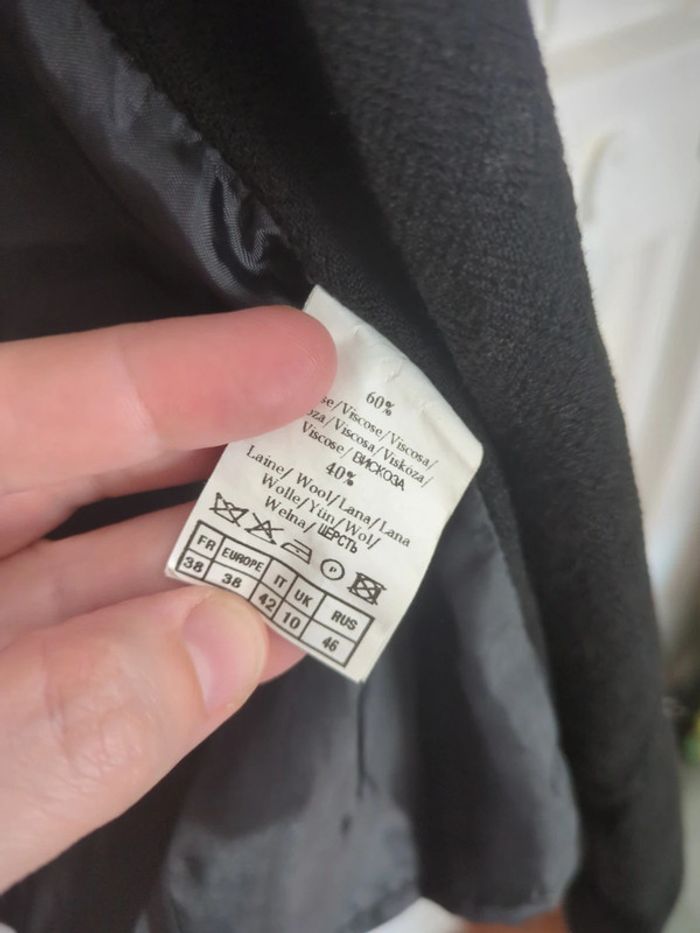 60%
se/Viscose/Viscosa/
oza/Viscosa/Viskóza/
Viscose/ВИСКОЗА
40%
Laine/ Wool/Lana/Lana
Wolle/Yün/Wol/
Wełna/ШЕРСТЬ
P
FR EUROPE IT UK RUS
38 38 42 10 46